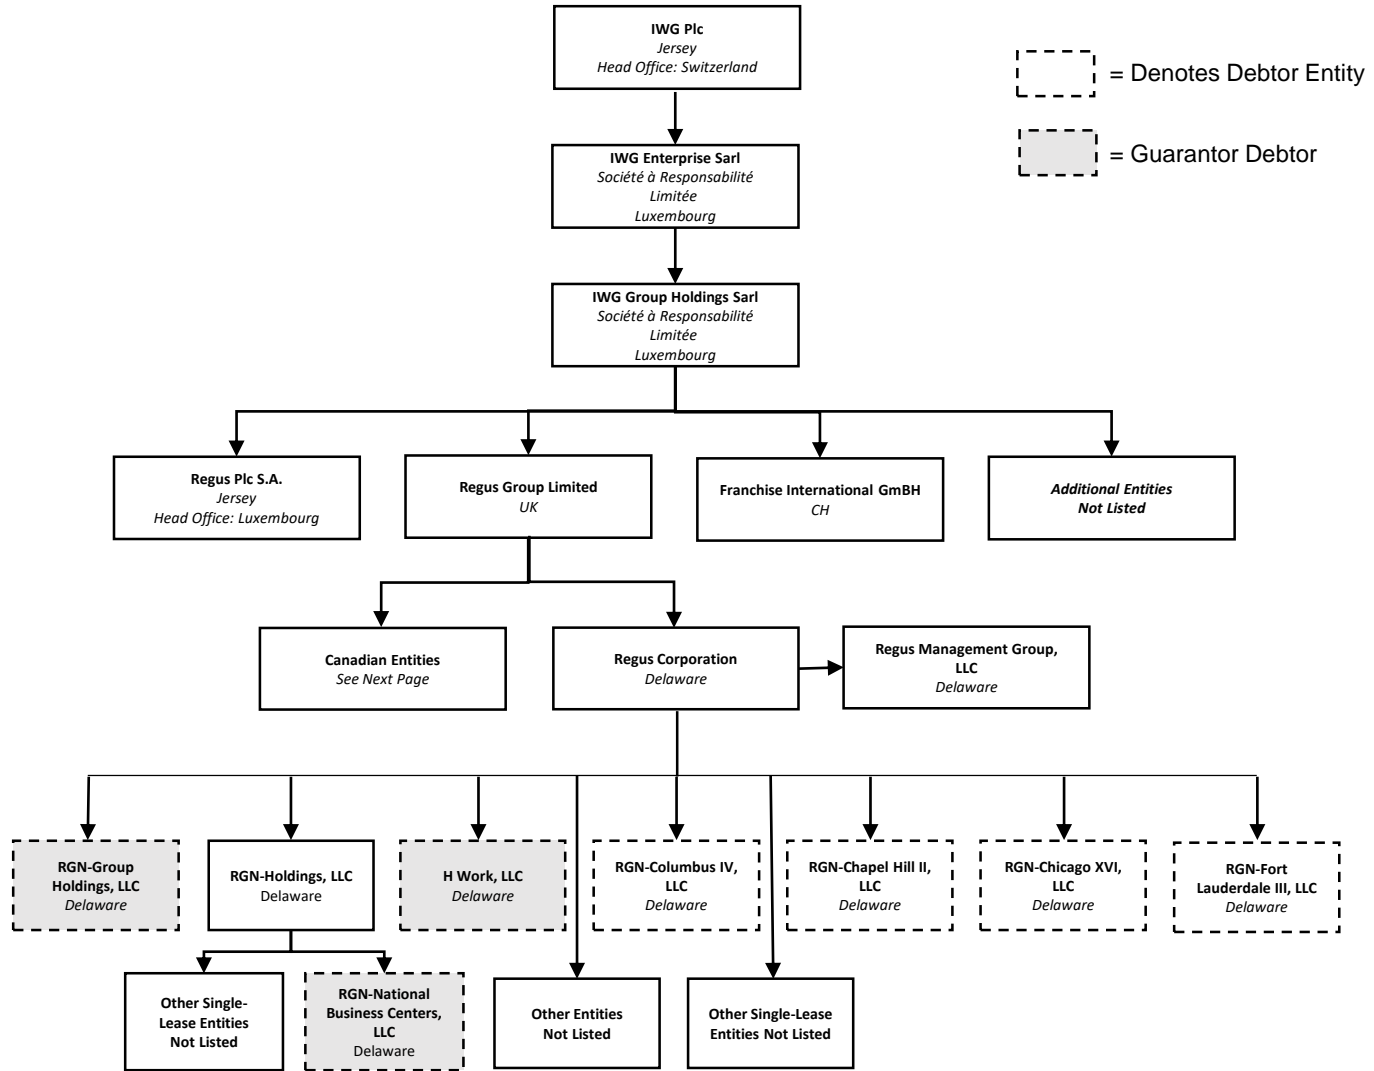 IWG Plc
Jersey
Head Office: Switzerland
= Denotes Debtor Entity
= Guarantor Debtor
IWG Enterprise Sarl
Société à Responsabilité
Limitée
Luxembourg
IWG Group Holdings Sarl
Société à Responsabilité
Limitée
Luxembourg
Regus Plc S.A.
Jersey
Head Office: Luxembourg
Regus Group Limited
UK
Franchise International GmBH
CH
Additional Entities
Not Listed
Canadian Entities
See Next Page
Regus Corporation
Delaware
Regus Management Group,
LLC
Delaware
RGN-Group
Holdings, LLC
Delaware
RGN-Holdings, LLC
Delaware
H Work, LLC
Delaware
RGN-Columbus IV,
LLC
Delaware
RGN-Chapel Hill II,
LLC
Delaware
RGN-Chicago XVI,
LLC
Delaware
RGN-Fort
Lauderdale III, LLC
Delaware
Other Single-
Lease Entities
Not Listed
RGN-National
Business Centers,
LLC
Delaware
Other Entities
Not Listed
Other Single-Lease
Entities Not Listed